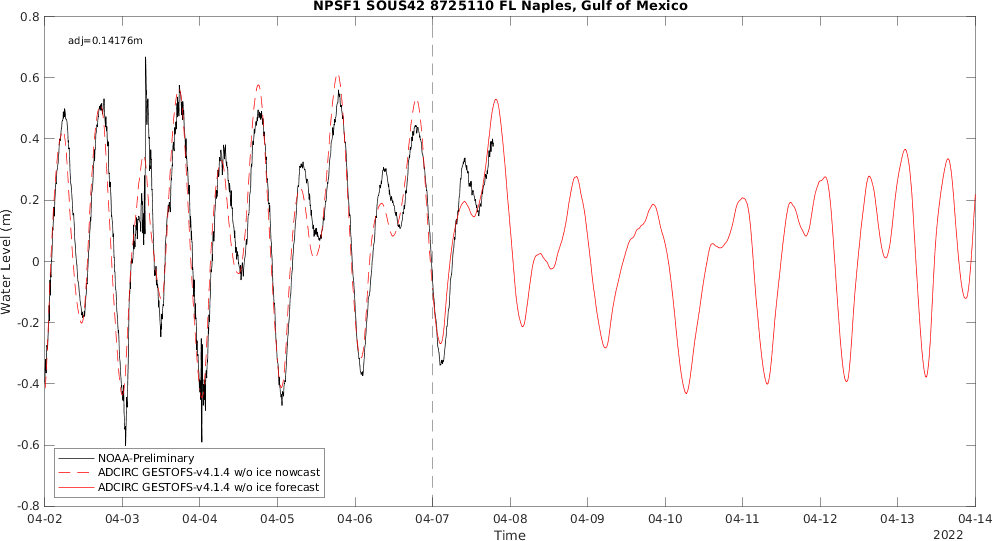 NPSF1 SOUS42 8725110 FL Naples, Gulf of Mexico
adj=0.14176m
0.8
0.6
0.4
0.2
0
-0.2
-0.4
-0.6
-0.8
Water Level (m)
NOAA-Preliminary
ADCIRC GESTOFS-v4.1.4 w/o ice nowcast
ADCIRC GESTOFS-v4.1.4 w/o ice forecast
04-02 04-03 04-04 04-05 04-06 04-07 04-08 04-09 04-10 04-11 04-12 04-13 04-14
Time
2022